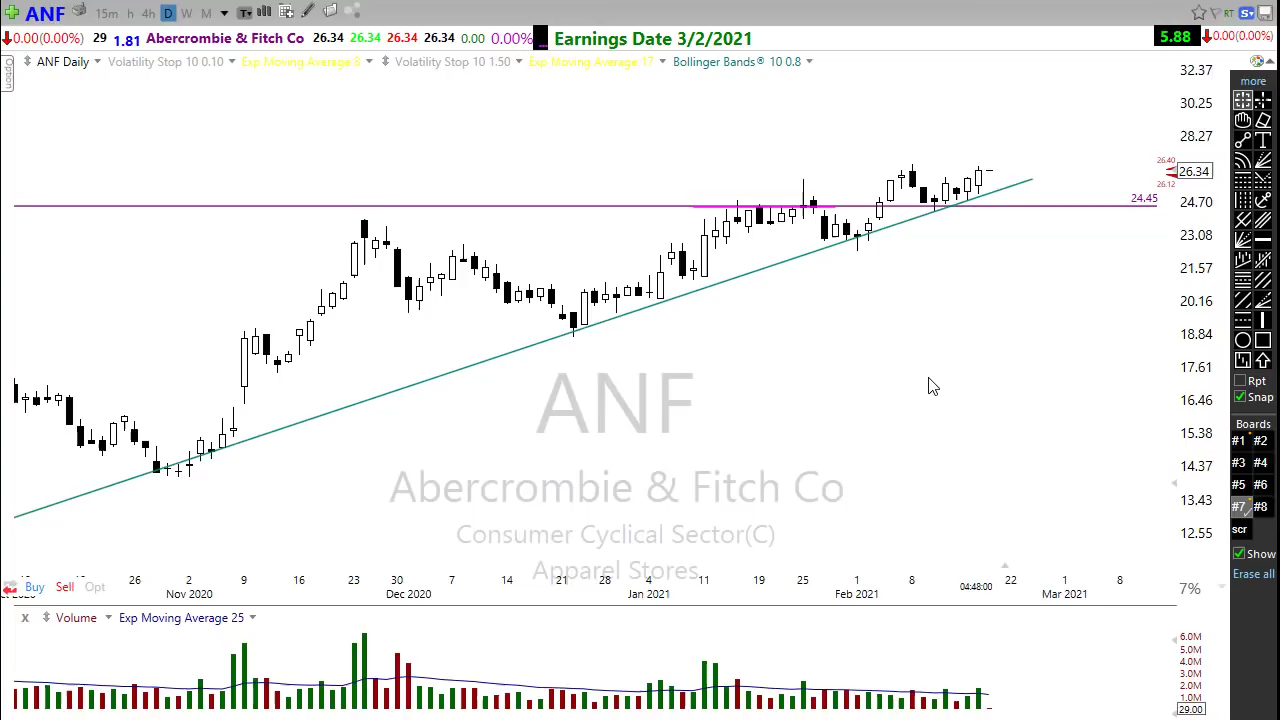 ANF 15m h 4h D W M T RT S
0.00(0.00%) 29 1.81 Abercrombie & Fitch Co 26.34 26.34 26.34 26.34 0.00 0.00% Earnings Date 3/2/2021 5.88 0.00(0.00%)
Option
ANF Daily Volatility Stop 10 0.10 Exp Moving Average 8 Volatility Stop 10 1.50 Exp Moving Average 17 Bollinger Bands® 10 0.8
32.37
30.25
28.27
26.40
26.34
26.12
24.45
24.70
23.08
21.57
20.16
18.84
17.61
16.46
15.38
14.37
13.43
12.55
more
T
Rpt
Snap
Boards
#1 #2
#3 #4
#5 #6
#7 #8
scr
Show
Erase all
ANF
Abercrombie & Fitch Co
Consumer Cyclical Sector(C)
Apparel Stores
Buy Sell Opt
26 2 9 16 23 30 7 14 21 28 4 11 19 25 1 8 04:48:00 22 1 8
Nov 2020 Dec 2020 Jan 2021 Feb 2021 Mar 2021
7%
x Volume Exp Moving Average 25
6.0M
5.0M
4.0M
3.0M
2.0M
1.0M
29.00